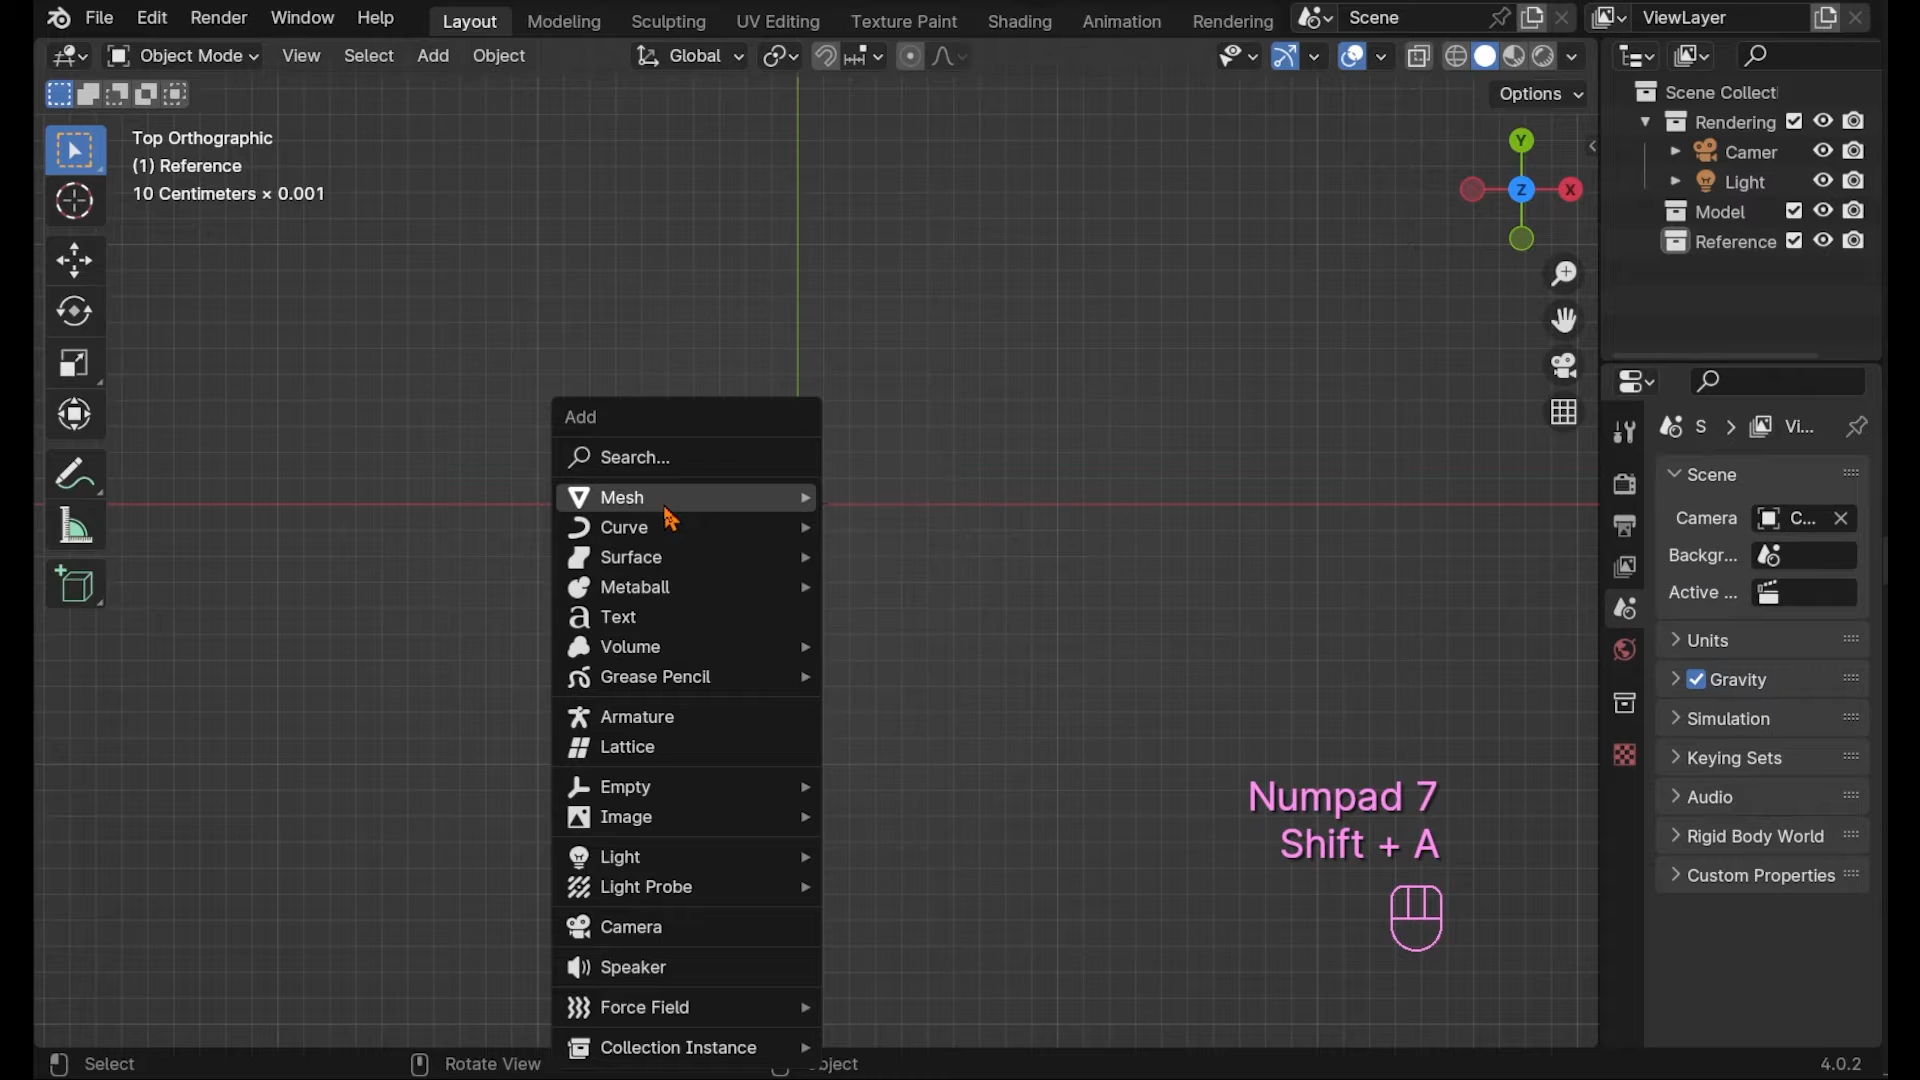 File Edit Render Window Help Layout Modeling Sculpting UV Editing Texture Paint Shading Animation Rendering Scene ViewLayer
Object Mode View Select Add Object Global
Options
Top Orthographic
(1) Reference
10 Centimeters × 0.001
Y
Z
X
Add
Search...
Mesh
Curve
Surface
Metaball
Text
Volume
Grease Pencil
Armature
Lattice
Empty
Image
Light
Light Probe
Camera
Speaker
Force Field
Collection Instance
Numpad 7
Shift + A
Scene Collecti
Rendering
Camer
Light
Model
Reference
S Vi...
Scene
Camera C...
Backgr...
Active ...
Units
Gravity
Simulation
Keying Sets
Audio
Rigid Body World
Custom Properties
Select Rotate View 4.0.2